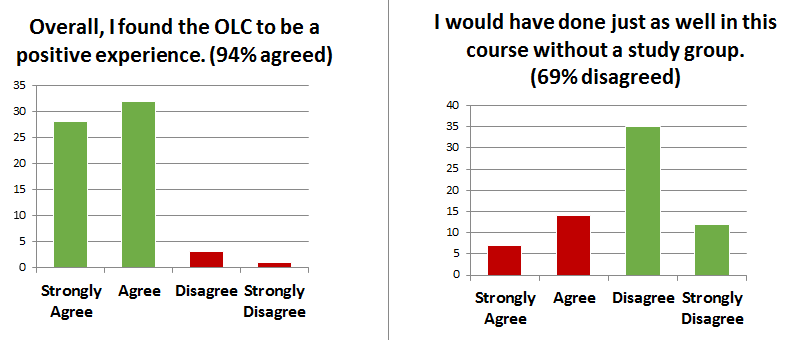 Overall, I found the OLC to be a
positive experience. (94% agreed)
35
30
25
20
15
10
5
0
Strongly Agree
Agree
Disagree
Strongly Disagree
I would have done just as well in this
course without a study group.
(69% disagreed)
40
35
30
25
20
15
10
5
0
Strongly Agree
Agree
Disagree
Strongly Disagree